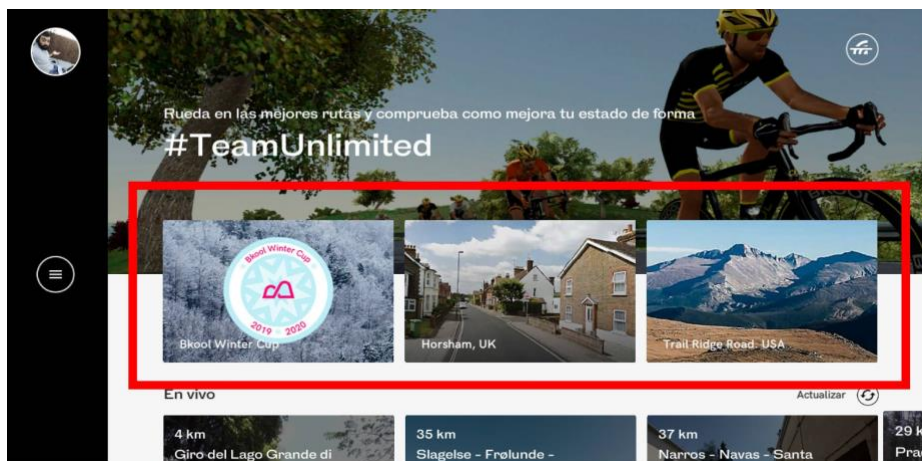 Rueda en las mejores rutas y comprueba como mejora tu estado de forma
#TeamUnlimited
Bkool Winter Cup
2019 2020
Bkool Winter Cup
Horsham, UK
Trail Ridge Road. USA
En vivo
Actualizar
4 km
Giro del Lago Grande di
35 km
Slagelse - Frølunde -
37 km
Narros - Navas - Santa
29 k
Pra